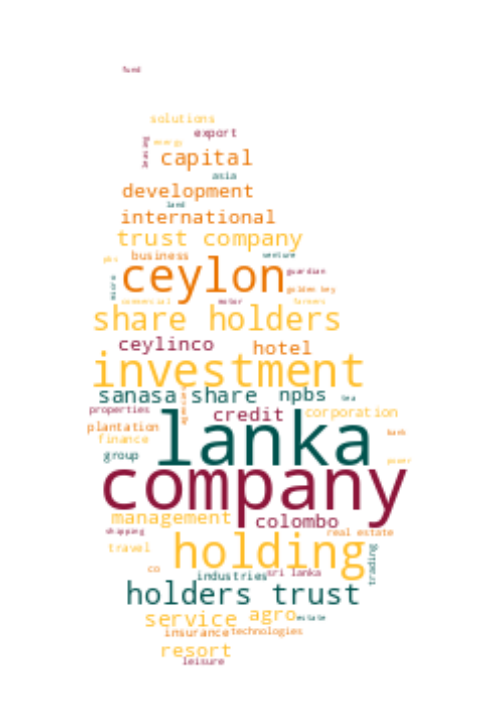 fund
solutions
export
energy
capital
asia
development
land
international
trust company
business
venture
ceylon
guardian
micro
golden key
commercial
motor
farmers
share holders
ceylinco
hotel
investment
sanasa share
npbs
tea
properties
credit
corporation
plantation
lanka
bank
finance
group
power
company
management
colombo
shipping
real estate
travel
holding
trading
co
industries
sri lanka
holders trust
service
agro
estate
insurance
technologies
resort
leisure